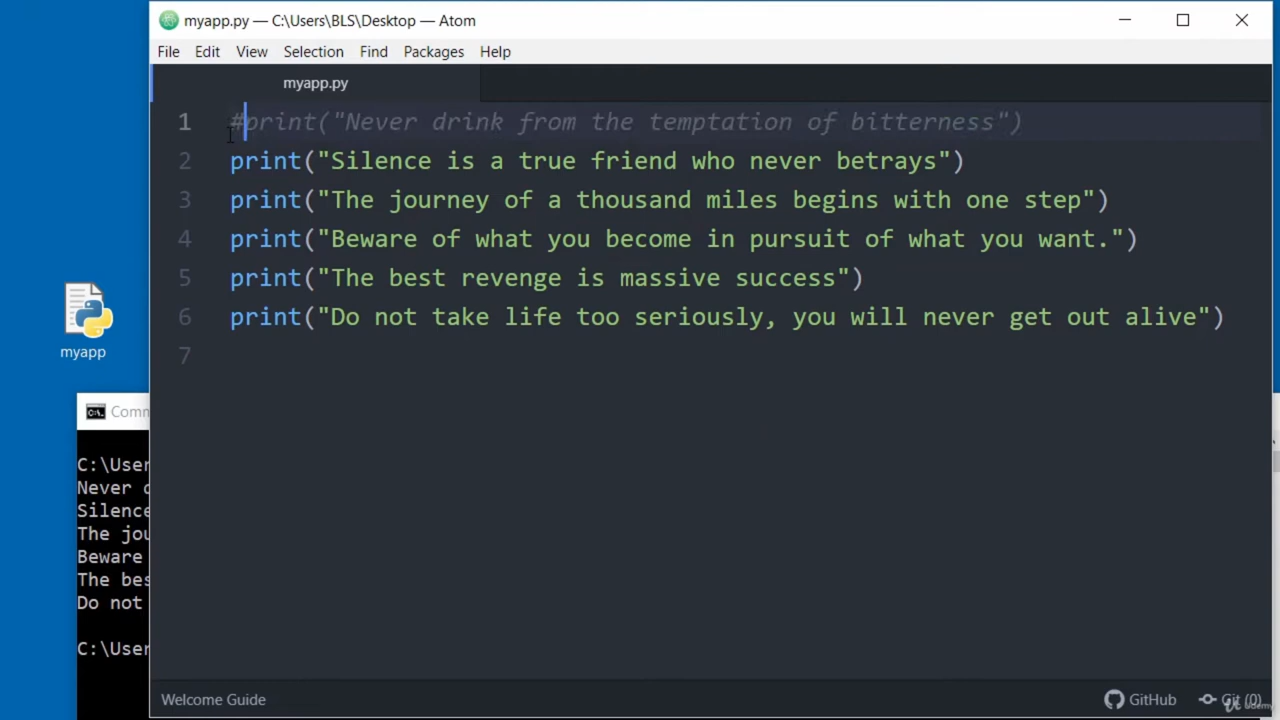 myapp.py — C:\Users\BLS\Desktop — Atom
File Edit View Selection Find Packages Help
myapp.py
1 #print("Never drink from the temptation of bitterness")
2 print("Silence is a true friend who never betrays")
3 print("The journey of a thousand miles begins with one step")
4 print("Beware of what you become in pursuit of what you want.")
5 print("The best revenge is massive success")
6 print("Do not take life too seriously, you will never get out alive")
7
myapp
Comm
C:\User
Never
Silence
The jou
Beware
The bes
Do not
C:\User
Welcome Guide
GitHub
Git (0)
Udemy